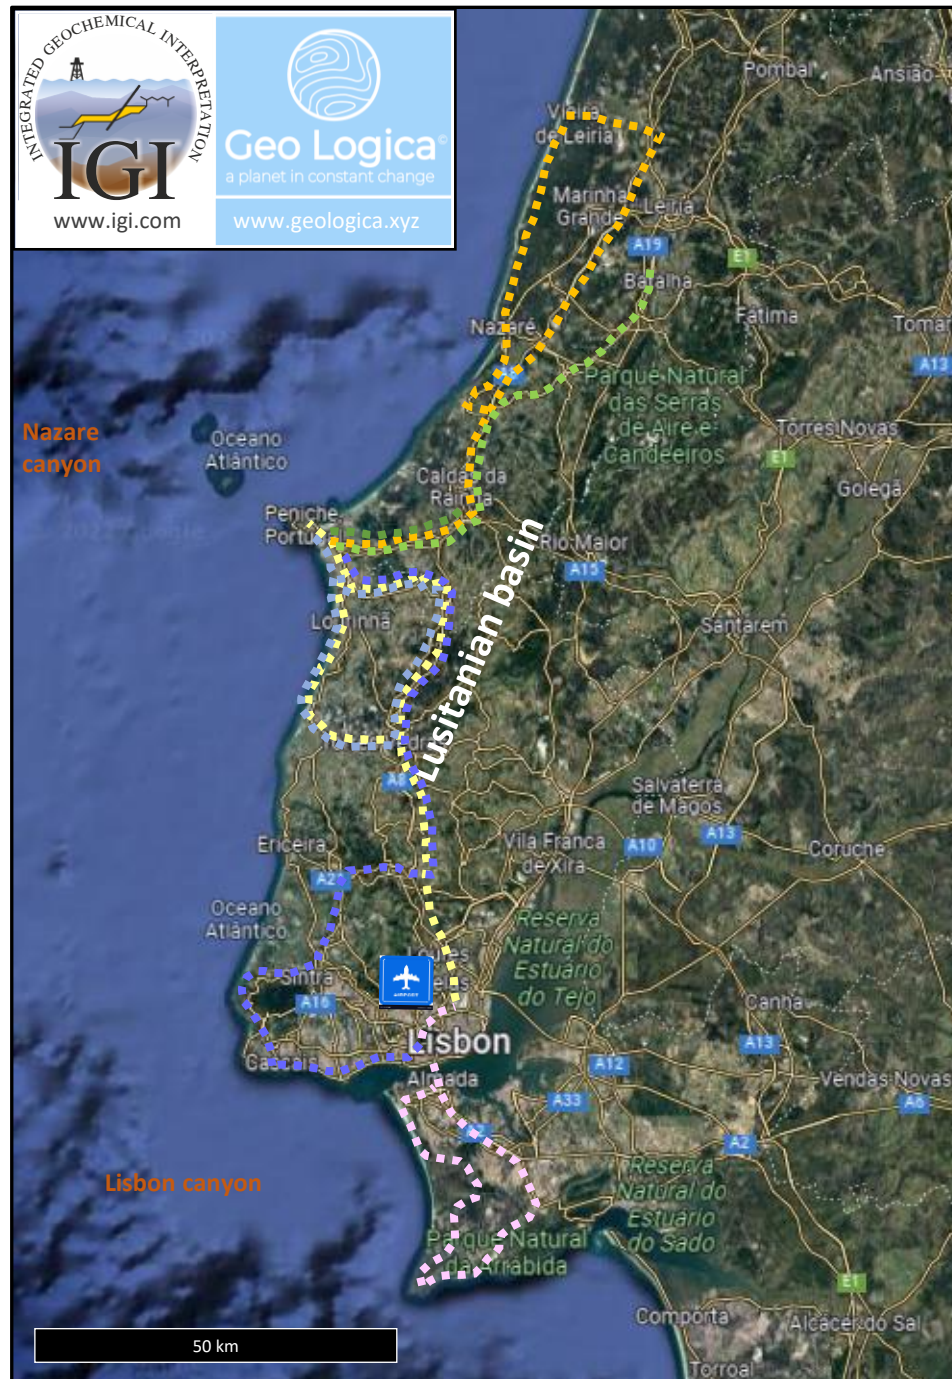 INTEGRATED GEOCHEMICAL INTERPRETATION
IGI
www.igi.com
Geo Logica©
a planet in constant change
www.geologica.xyz
Pombal
Ansião
Vieira
de Leiria
Marinha
Grande
Leiria
A19
Batalha
E1
Fátima
Nazaré
Tomar
A13
A8
Parque Natural
das Serras
de Aire e
Candeeiros
Nazare
canyon
Oceano
Atlântico
Torres Novas
E1
Caldas da
Rainha
Golegã
Peniche
Rio Maior
A15
Lusitanian basin
Lourinhã
Santarém
A8
Salvaterra
de Magos
A13
Ericeira
Vila Franca
de Xira
A10
Coruche
A21
Oceano
Atlântico
Reserva
Natural do
Estuário
do Tejo
Sintra
AIRPORT
A16
Canha
Lisbon
A13
Cascais
Almada
A12
Vendas Novas
A33
A6
A2
A2
Lisbon canyon
Reserva
Natural do
Estuário
do Sado
Parque Natural
da Arrábida
E1
Comporta
Alcácer do Sal
50 km
Torroal